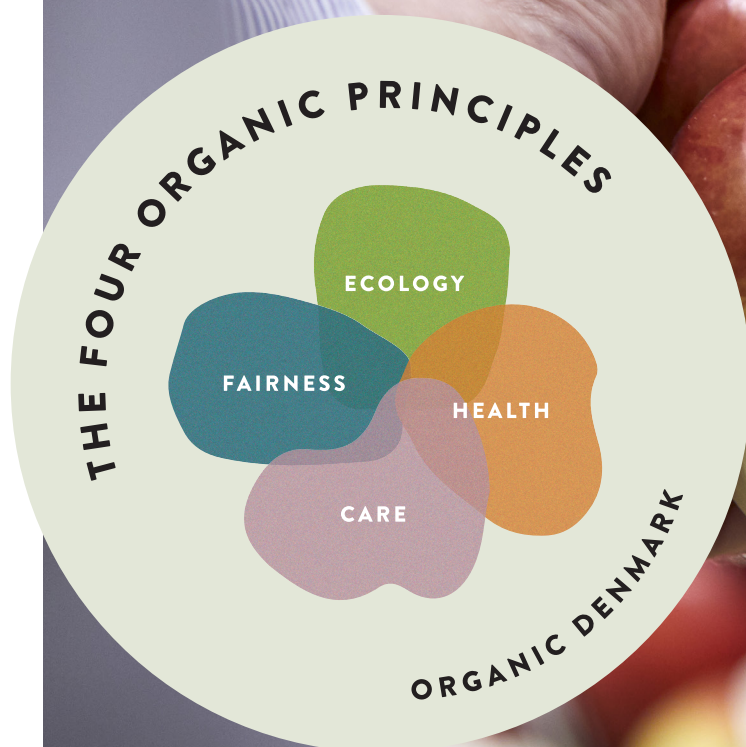 THE FOUR ORGANIC PRINCIPLES
ECOLOGY
FAIRNESS
HEALTH
CARE
ORGANIC DENMARK